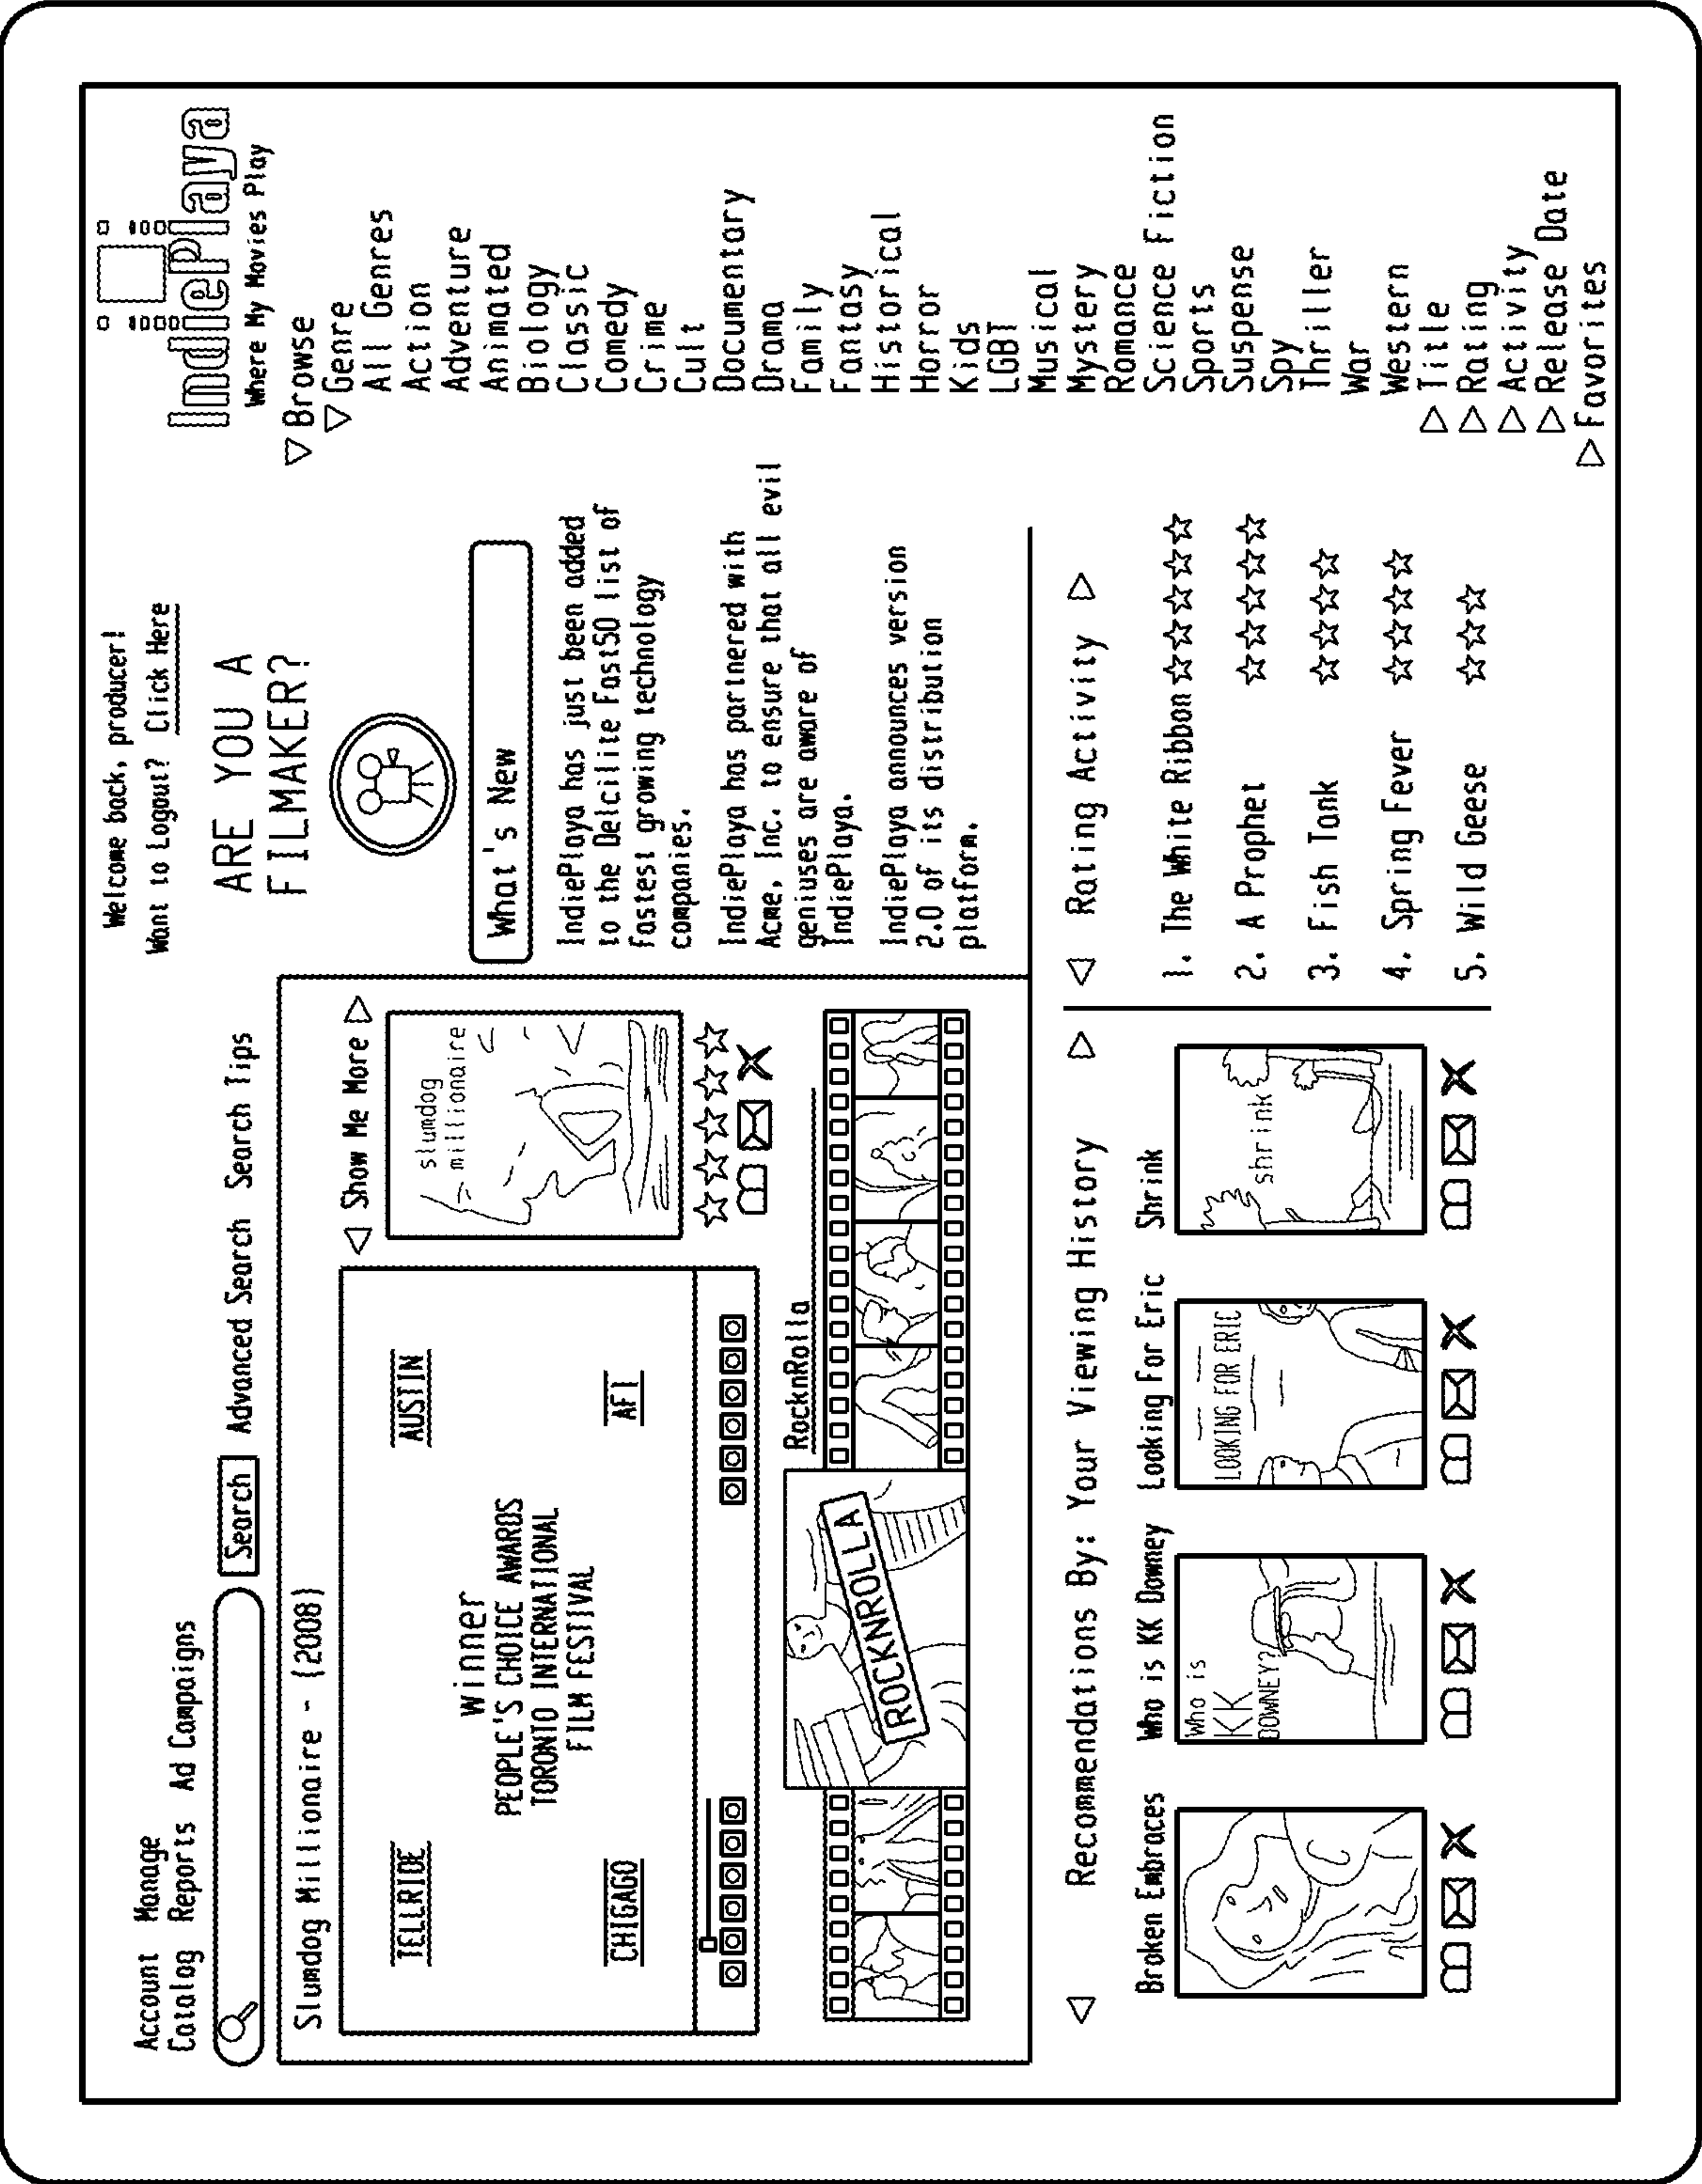 Account Manage
Catalog Reports Ad Campaigns
Search Advanced Search Search Tips
Welcome back, producer!
Want to Logout? Click Here
IndiePlaya
Where My Movies Play
Slumdog Millionaire - (2008)
TELLRIDE
AUSTIN
Winner
PEOPLE'S CHOICE AWARDS
TORONTO INTERNATIONAL
FILM FESTIVAL
CHIGAGO
AFI
Show Me More
slumdog
millionaire
RocknRolla
ROCKNROLLA
ARE YOU A
FILMAKER?
What's New
IndiePlaya has just been added
to the Delcilite Fast50 list of
fastest growing technology
companies.
IndiePlaya has partnered with
Acme, Inc. to ensure that all evil
geniuses are aware of
IndiePlaya.
IndiePlaya announces version
2.0 of its distribution
platform.
Browse
Genre
All Genres
Action
Adventure
Animated
Biology
Classic
Comedy
Crime
Cult
Documentary
Drama
Family
Fantasy
Historical
Horror
Kids
LGBT
Musical
Mystery
Romance
Science Fiction
Sports
Suspense
Spy
Thriller
War
Western
Title
Rating
Activity
Release Date
Favorites
Recommendations By: Your Viewing History
Broken Embraces
Who is KK Downey
Looking For Eric
Shrink
Who is
KK
DOWNEY?
LOOKING FOR ERIC
shrink
Rating Activity
1. The White Ribbon
2. A Prophet
3. Fish Tank
4. Spring Fever
5. Wild Geese